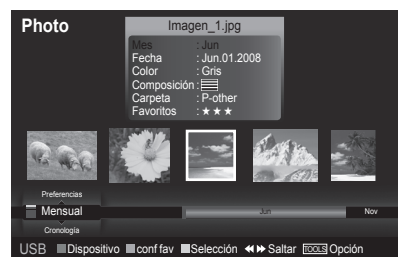 Photo
Imagen_1.jpg
Mes : Jun
Fecha : Jun.01.2008
Color : Gris
Composición :
Carpeta : P-other
Favoritos : ★ ★ ★
Preferencias
Mensual
Jun
Nov
Cronología
USB Dispositivo conf fav Selección Saltar TOOLS Opción